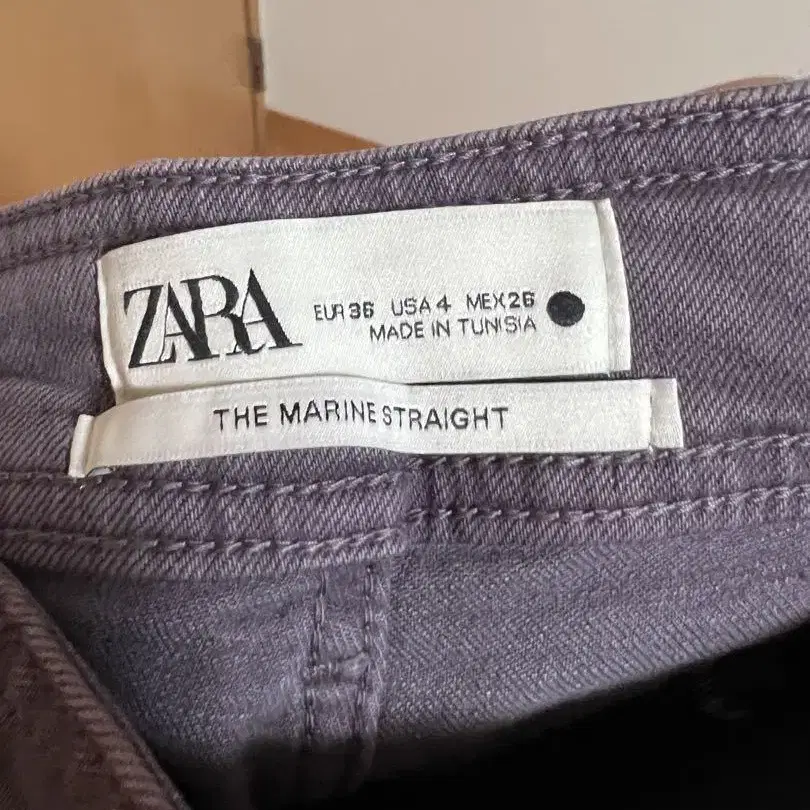 ZARA
EUR 36 USA 4 MEX 26
MADE IN TUNISIA
THE MARINE STRAIGHT